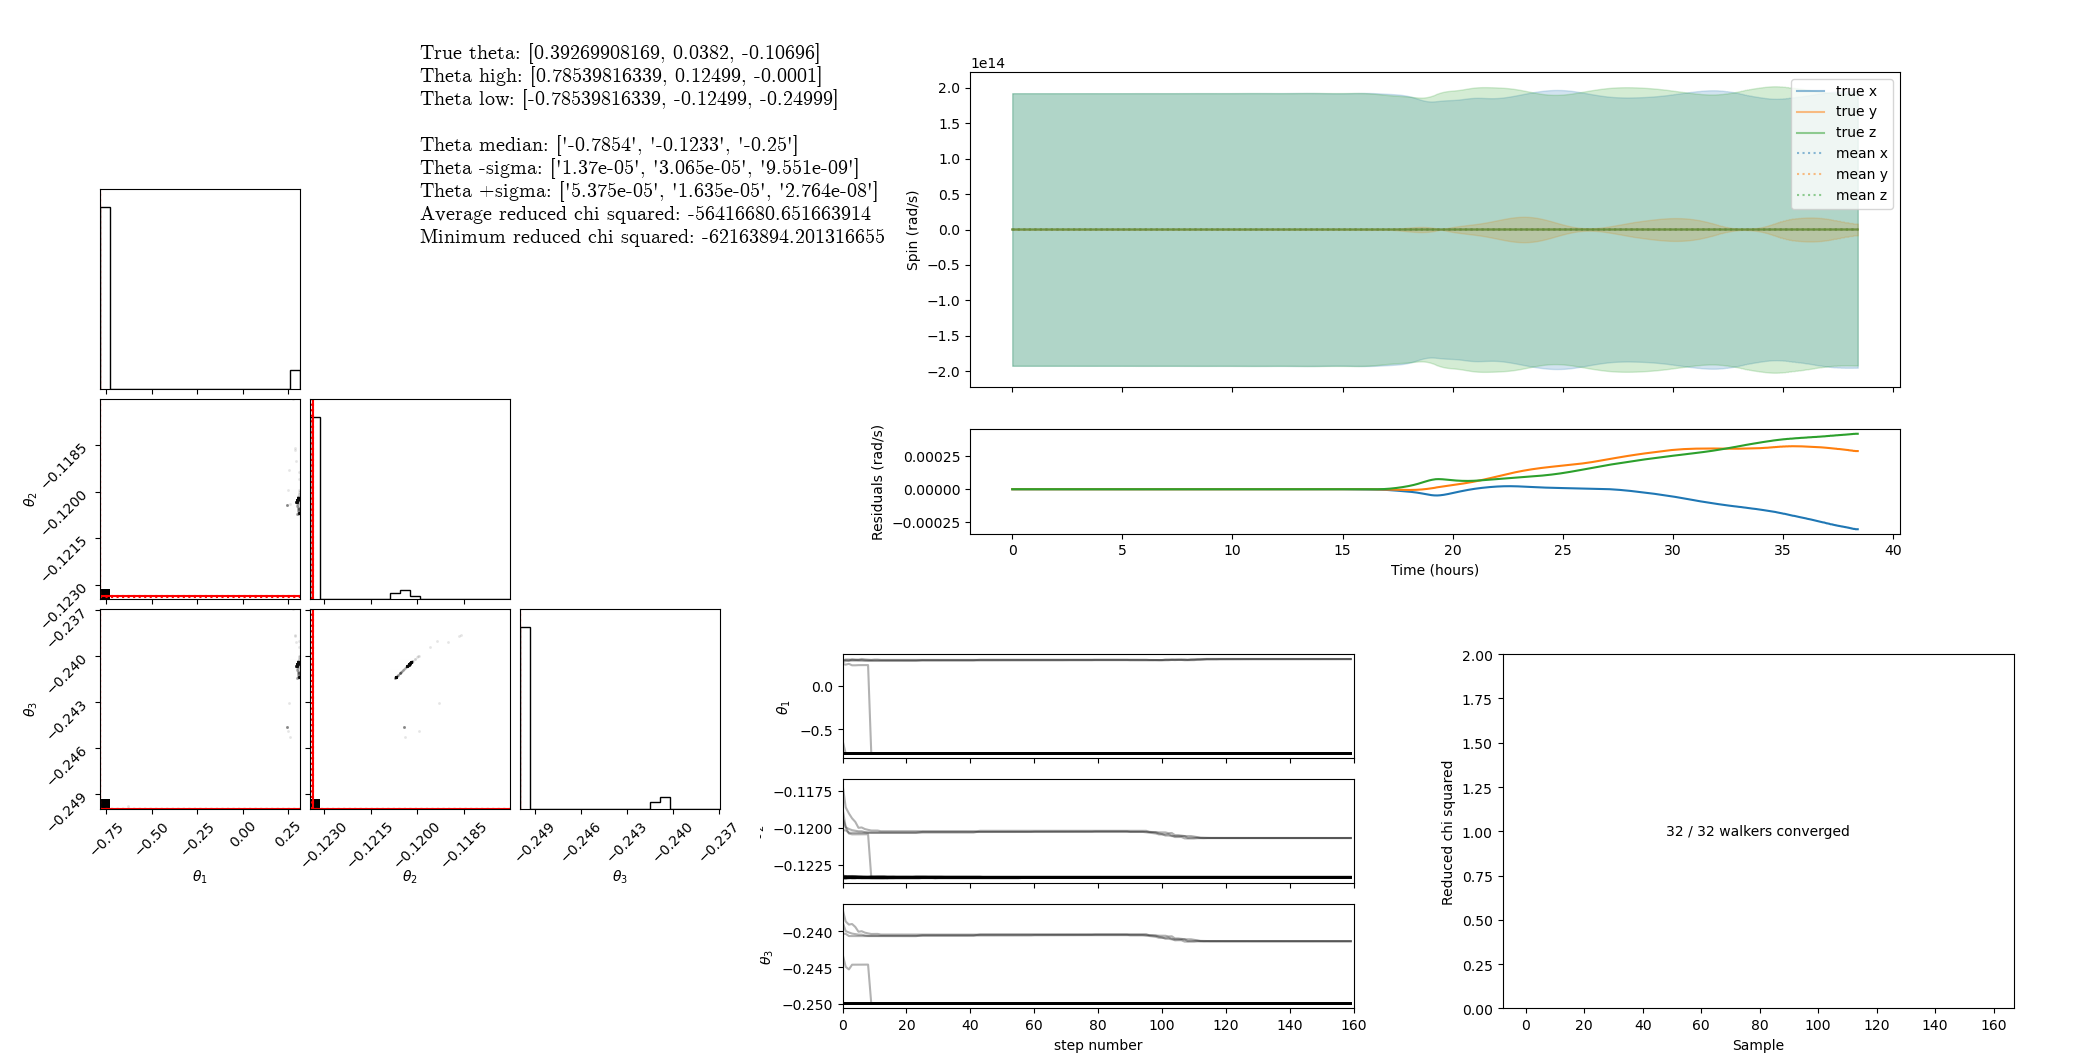 True theta: [0.39269908169, 0.0382, -0.10696]
Theta high: [0.78539816339, 0.12499, -0.0001]
Theta low: [-0.78539816339, -0.12499, -0.24999]
Theta median: ['-0.7854', '-0.1233', '-0.25']
Theta -sigma: ['1.37e-05', '3.065e-05', '9.551e-09']
Theta +sigma: ['5.375e-05', '1.635e-05', '2.764e-08']
Average reduced chi squared: -56416680.651663914
Minimum reduced chi squared: -62163894.201316655
θ2
−0.1185
−0.1200
−0.1215
−0.1230
θ3
−0.237
−0.240
−0.243
−0.246
−0.249
−0.75 −0.50 −0.25 0.00 0.25
θ1
−0.1230 −0.1215 −0.1200 −0.1185
θ2
−0.249 −0.246 −0.243 −0.240 −0.237
θ3
1e14
Spin (rad/s)
2.0
1.5
1.0
0.5
0.0
−0.5
−1.0
−1.5
−2.0
true x
true y
true z
mean x
mean y
mean z
Residuals (rad/s)
0.00025
0.00000
−0.00025
0 5 10 15 20 25 30 35 40
Time (hours)
θ1
0.0
−0.5
−0.1175
−0.1200
−0.1225
θ3
−0.240
−0.245
−0.250
0 20 40 60 80 100 120 140 160
step number
Reduced chi squared
2.00
1.75
1.50
1.25
1.00
0.75
0.50
0.25
0.00
32 / 32 walkers converged
0 20 40 60 80 100 120 140 160
Sample